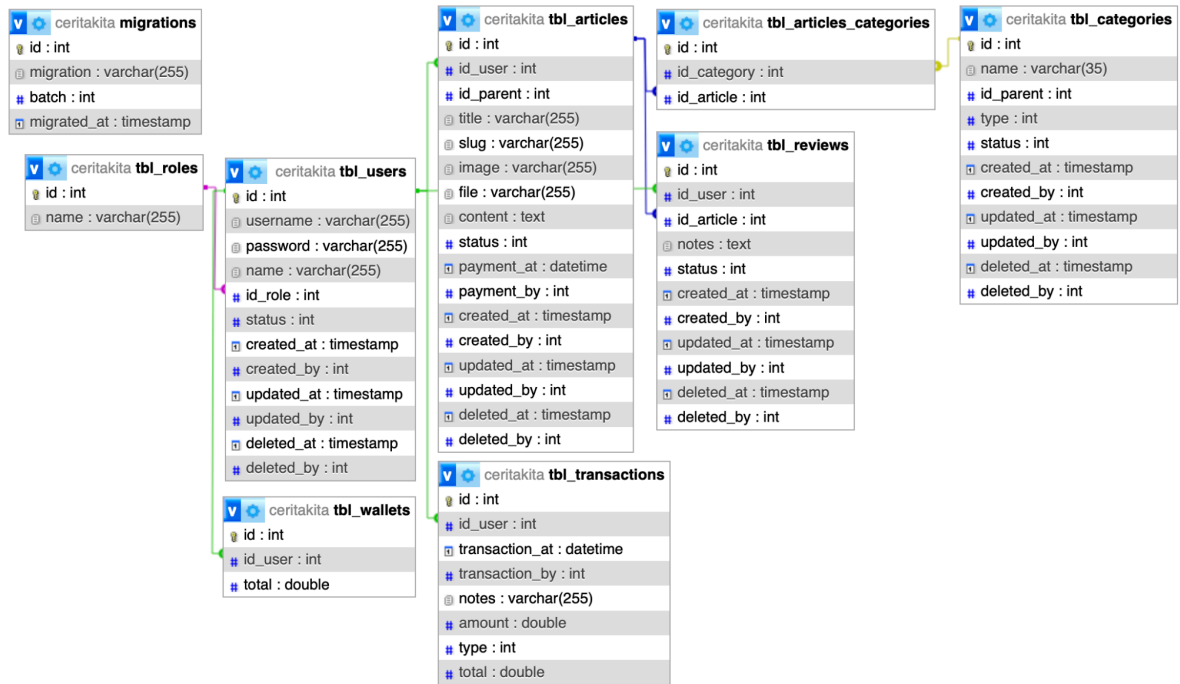 ceritakita migrations
id : int
migration : varchar(255)
batch : int
migrated_at : timestamp
ceritakita tbl_roles
id : int
name : varchar(255)
ceritakita tbl_users
id : int
username : varchar(255)
password : varchar(255)
name : varchar(255)
id_role : int
status : int
created_at : timestamp
created_by : int
updated_at : timestamp
updated_by : int
deleted_at : timestamp
deleted_by : int
ceritakita tbl_wallets
id : int
id_user : int
total : double
ceritakita tbl_articles
id : int
id_user : int
id_parent : int
title : varchar(255)
slug : varchar(255)
image : varchar(255)
file : varchar(255)
content : text
status : int
payment_at : datetime
payment_by : int
created_at : timestamp
created_by : int
updated_at : timestamp
updated_by : int
deleted_at : timestamp
deleted_by : int
ceritakita tbl_transactions
id : int
id_user : int
transaction_at : datetime
transaction_by : int
notes : varchar(255)
amount : double
type : int
total : double
ceritakita tbl_articles_categories
id : int
id_category : int
id_article : int
ceritakita tbl_reviews
id : int
id_user : int
id_article : int
notes : text
status : int
created_at : timestamp
created_by : int
updated_at : timestamp
updated_by : int
deleted_at : timestamp
deleted_by : int
ceritakita tbl_categories
id : int
name : varchar(35)
id_parent : int
type : int
status : int
created_at : timestamp
created_by : int
updated_at : timestamp
updated_by : int
deleted_at : timestamp
deleted_by : int